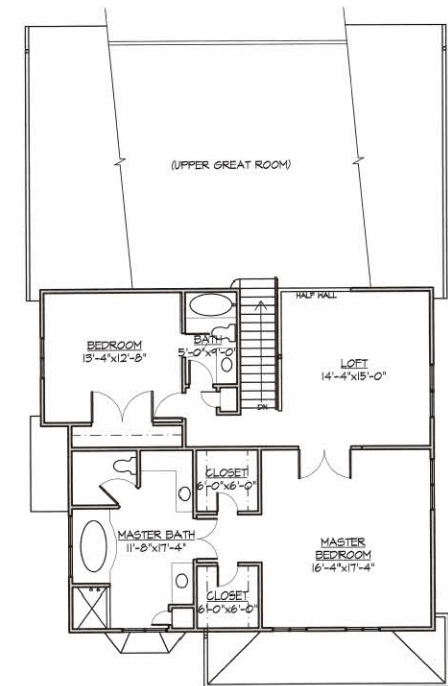 (UPPER GREAT ROOM)
HALF WALL
BEDROOM
13'-4"x12'-8"
BATH
5'-0"x9'-0"
LOFT
14'-4"x15'-0"
DN
CLOSET
6'-0"x6'-0"
MASTER BATH
11'-8"x17'-4"
MASTER
BEDROOM
16'-4"x17'-4"
CLOSET
6'-0"x6'-0"